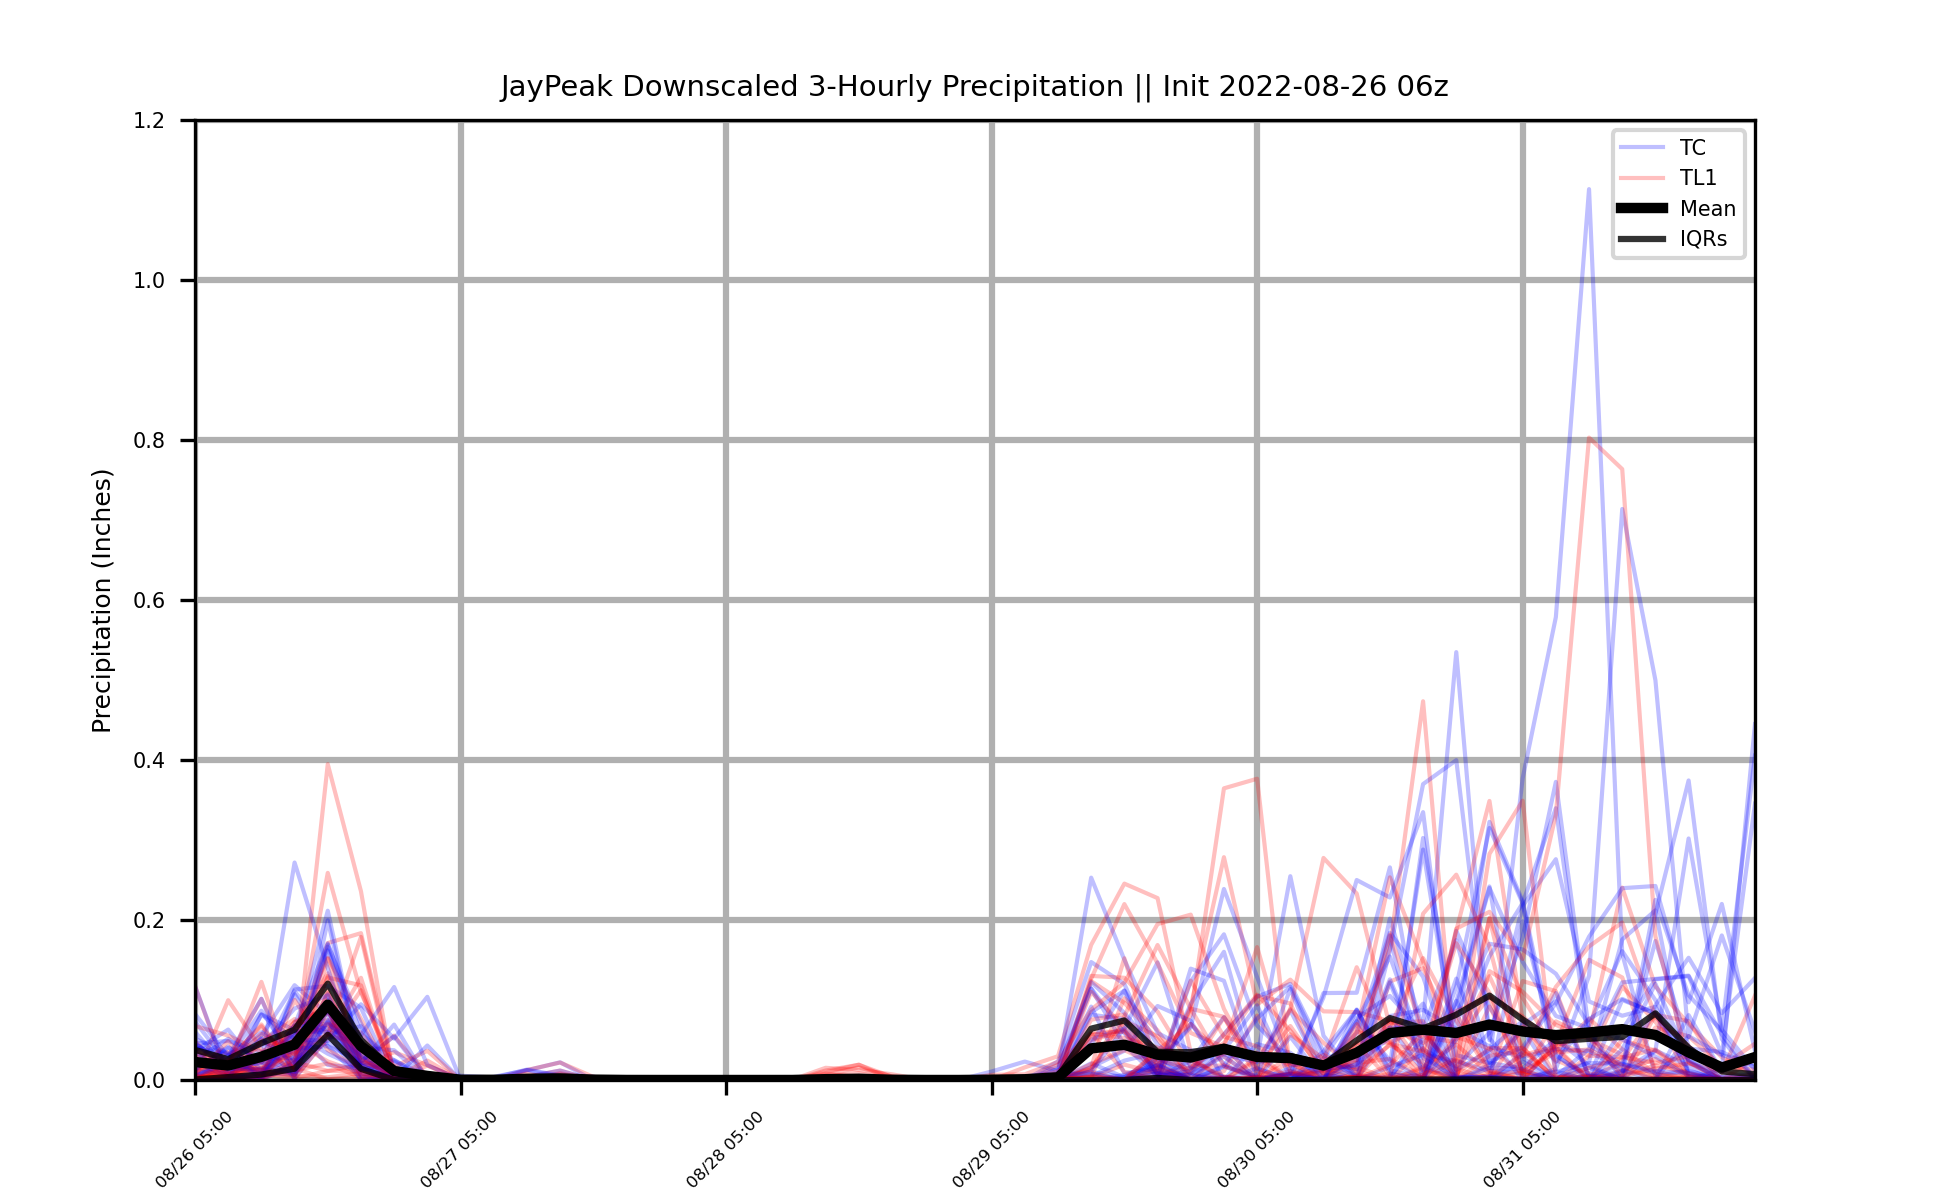 JayPeak Downscaled 3-Hourly Precipitation || Init 2022-08-26 06z
1.2
1.0
0.8
0.6
0.4
0.2
0.0
Precipitation (Inches)
TC
TL1
Mean
IQRs
08/26 05:00
08/27 05:00
08/28 05:00
08/29 05:00
08/30 05:00
08/31 05:00